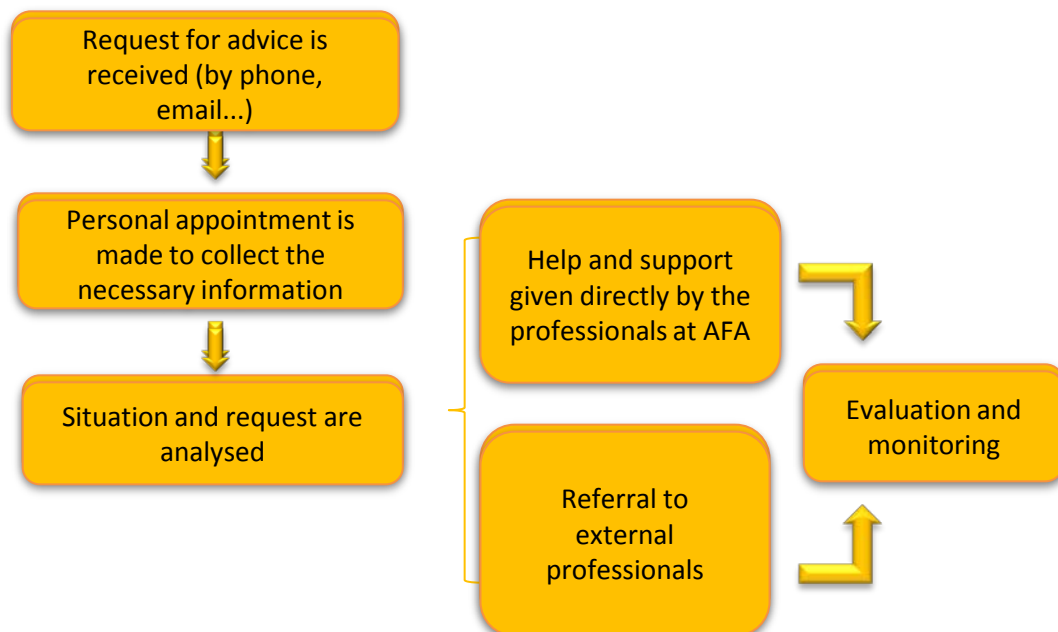 Request for advice is
received (by phone,
email...)
Personal appointment is
made to collect the
necessary information
Situation and request are
analysed
Help and support
given directly by the
professionals at AFA
Referral to
external
professionals
Evaluation and
monitoring